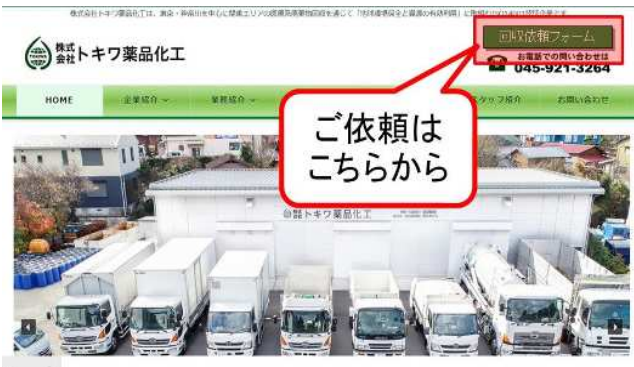 回収依頼フォーム
株式
会社 トキワ薬品化工
お電話でのお問い合わせは
045-921-3264
HOME
企業紹介
業務紹介
スタッフ紹介
お問い合わせ
ご依頼は
こちらから
トキワ薬品化工